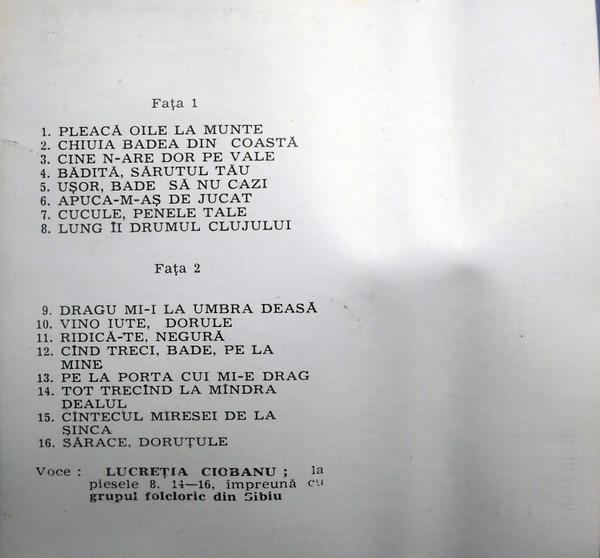 Fața 1
1. PLEACĂ OILE LA MUNTE
2. CHIUIA BADEA DIN COASTĂ
3. CINE N-ARE DOR PE VALE
4. BĂDITĂ, SĂRUTUL TĂU
5. UȘOR, BADE SĂ NU CAZI
6. APUCA-M-AȘ DE JUCAT
7. CUCULE, PENELE TALE
8. LUNG ÎI DRUMUL CLUJULUI
Fața 2
9. DRAGU MI-I LA UMBRA DEASĂ
10. VINO IUTE, DORULE
11. RIDICĂ-TE, NEGURĂ
12. CÎND TRECI, BADE, PE LA
MINE
13. PE LA PORTA CUI MI-E DRAG
14. TOT TRECÎND LA MÎNDRA
DEALUL
15. CÎNTECUL MIRESEI DE LA
ȘINCA
16. SĂRACE, DORUȚULE
Voce : LUCREȚIA CIOBANU ; la
piesele 8. 14—16, împreună cu
grupul folcloric din Sibiu